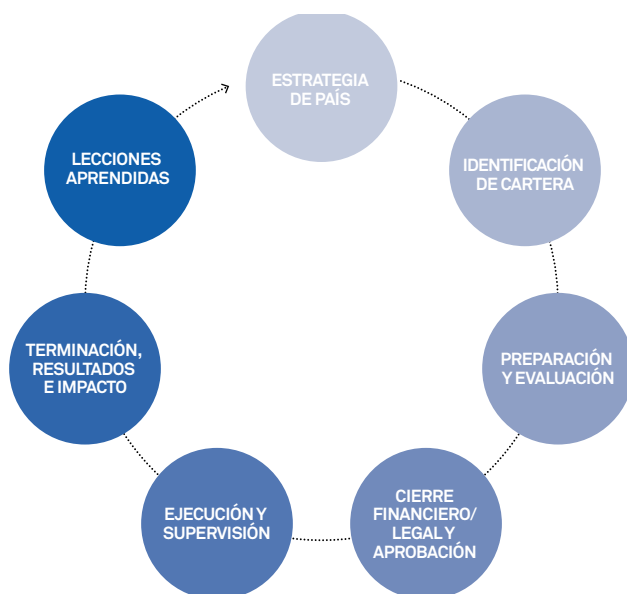 ESTRATEGIA
DE PAÍS
IDENTIFICACIÓN
DE CARTERA
PREPARACIÓN
Y EVALUACIÓN
CIERRE
FINANCIERO/
LEGAL Y
APROBACIÓN
EJECUCIÓN Y
SUPERVISIÓN
TERMINACIÓN,
RESULTADOS
E IMPACTO
LECCIONES
APRENDIDAS